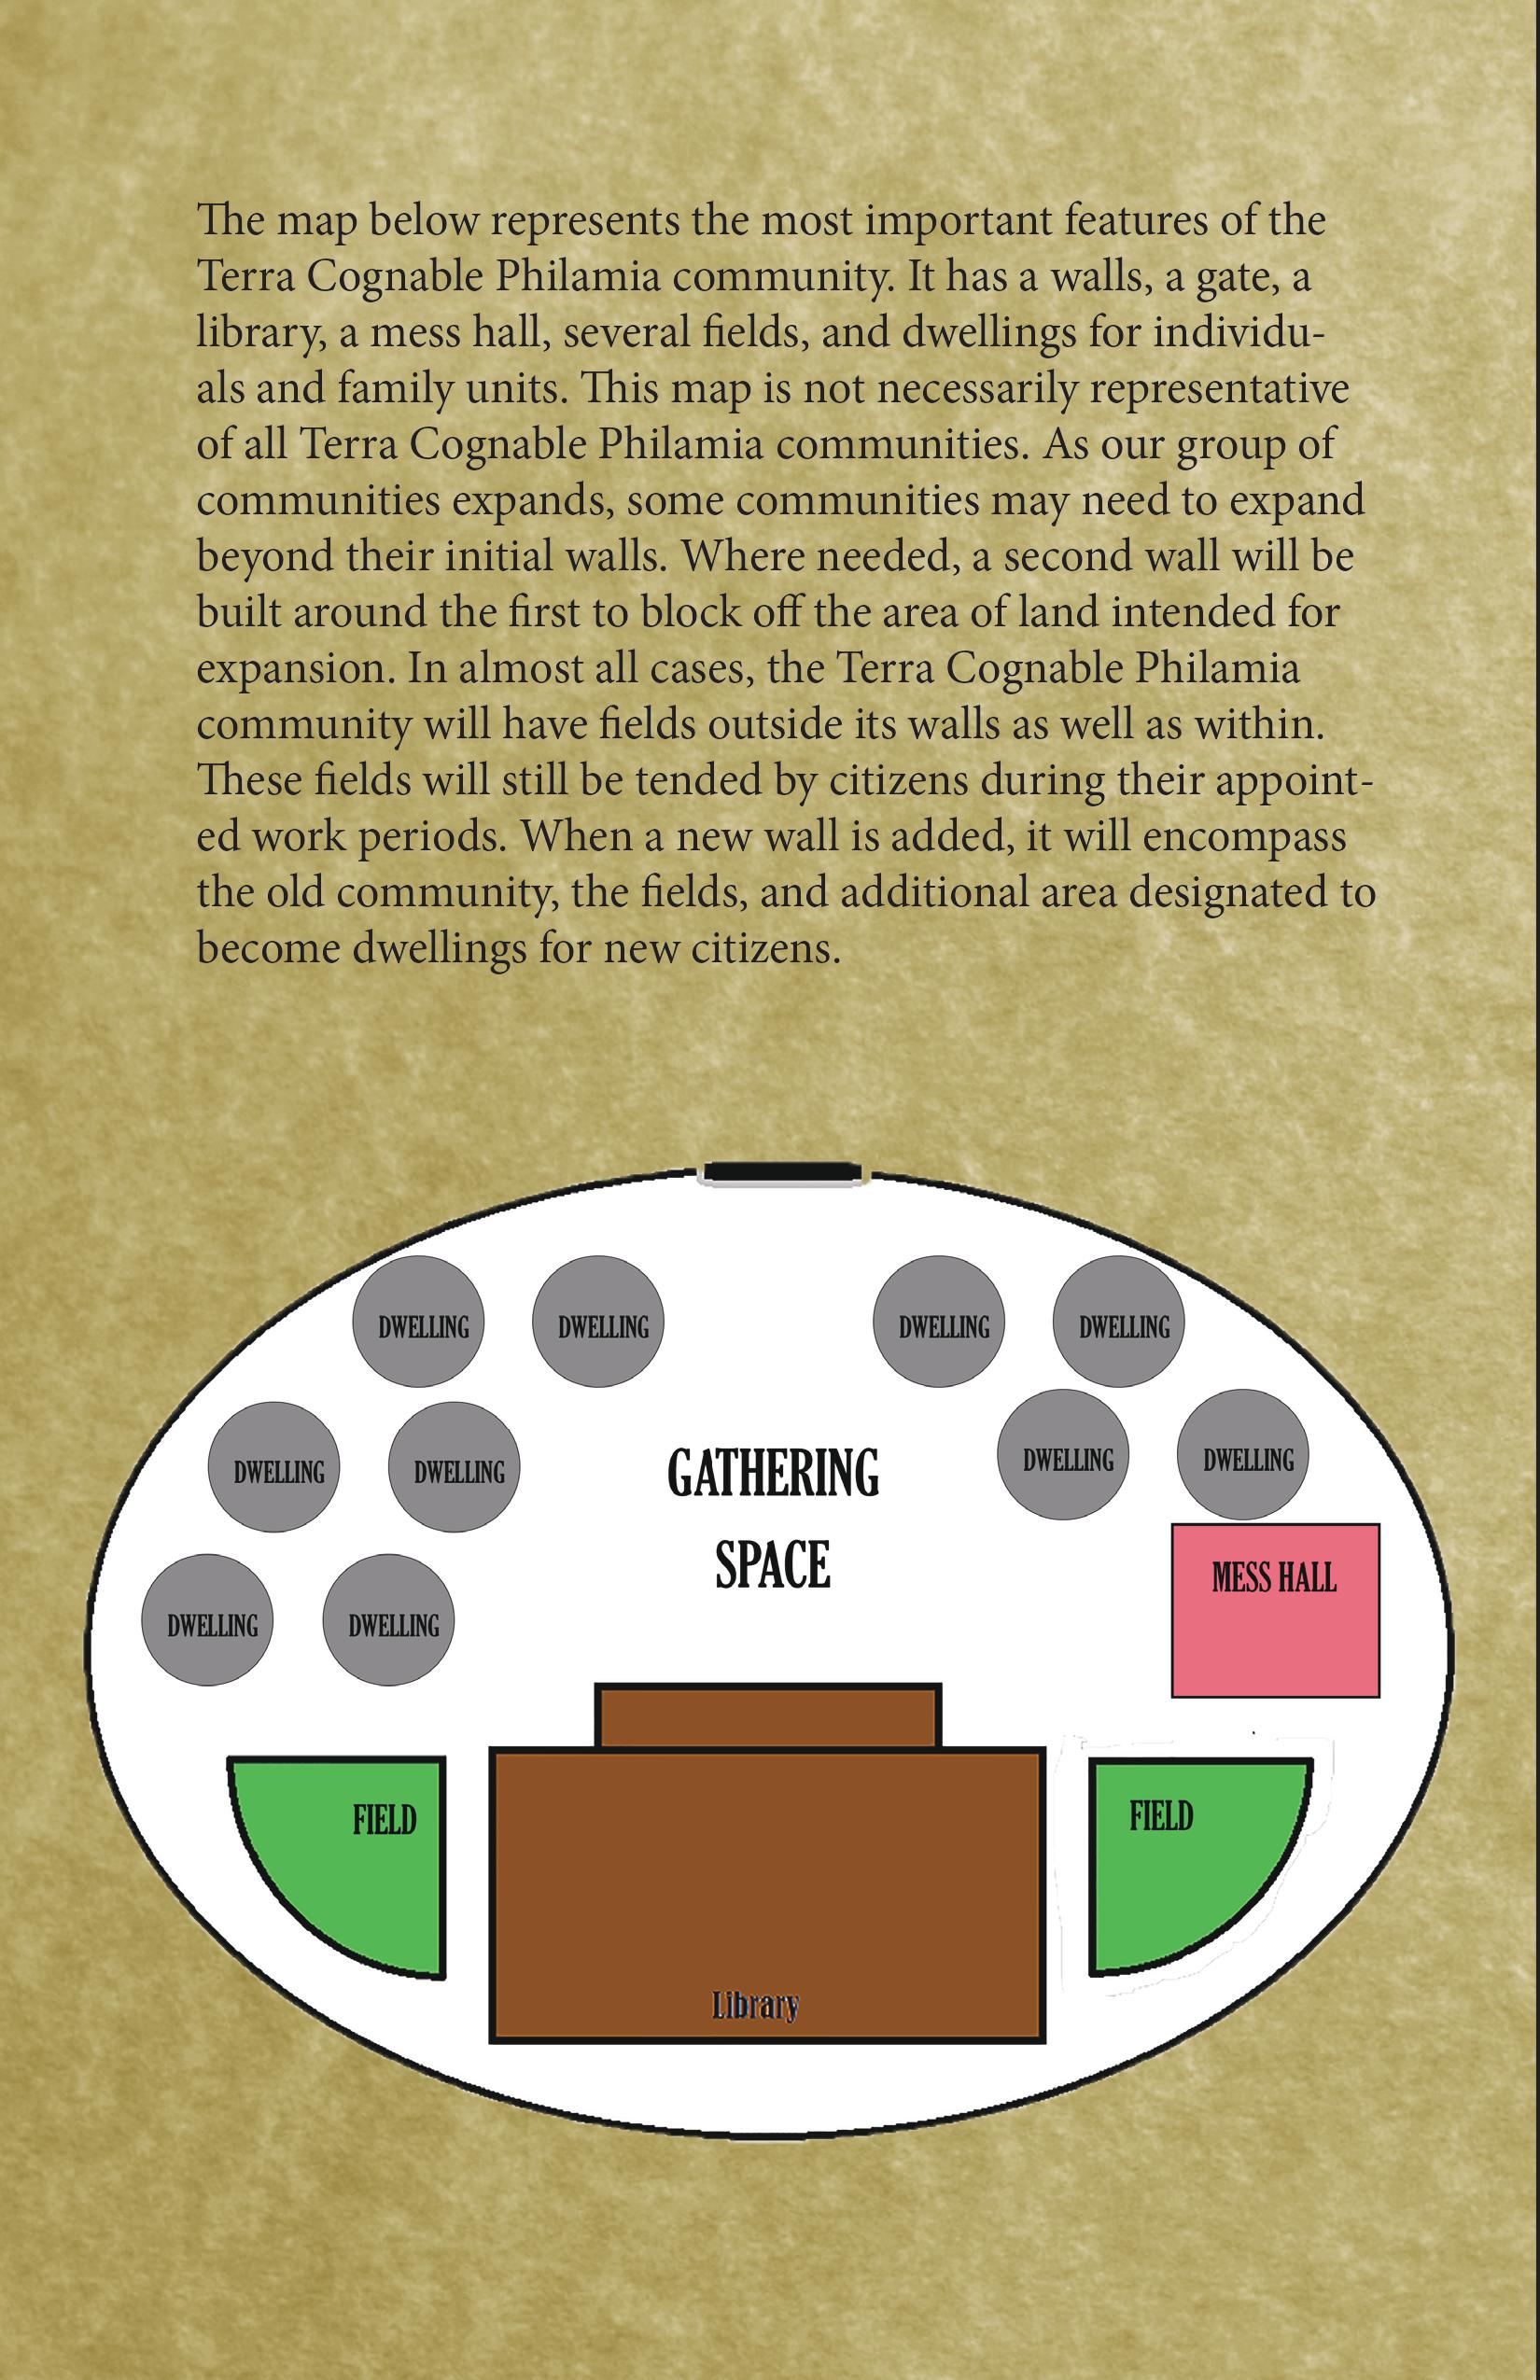 The map below represents the most important features of the
Terra Cognable Philamia community. It has a walls, a gate, a
library, a mess hall, several fields, and dwellings for individu-
als and family units. This map is not necessarily representative
of all Terra Cognable Philamia communities. As our group of
communities expands, some communities may need to expand
beyond their initial walls. Where needed, a second wall will be
built around the first to block off the area of land intended for
expansion. In almost all cases, the Terra Cognable Philamia
community will have fields outside its walls as well as within.
These fields will still be tended by citizens during their appoint-
ed work periods. When a new wall is added, it will encompass
the old community, the fields, and additional area designated to
become dwellings for new citizens.
DWELLING
DWELLING
DWELLING
DWELLING
DWELLING
DWELLING
GATHERING
SPACE
DWELLING
DWELLING
DWELLING
DWELLING
MESS HALL
FIELD
FIELD
Library